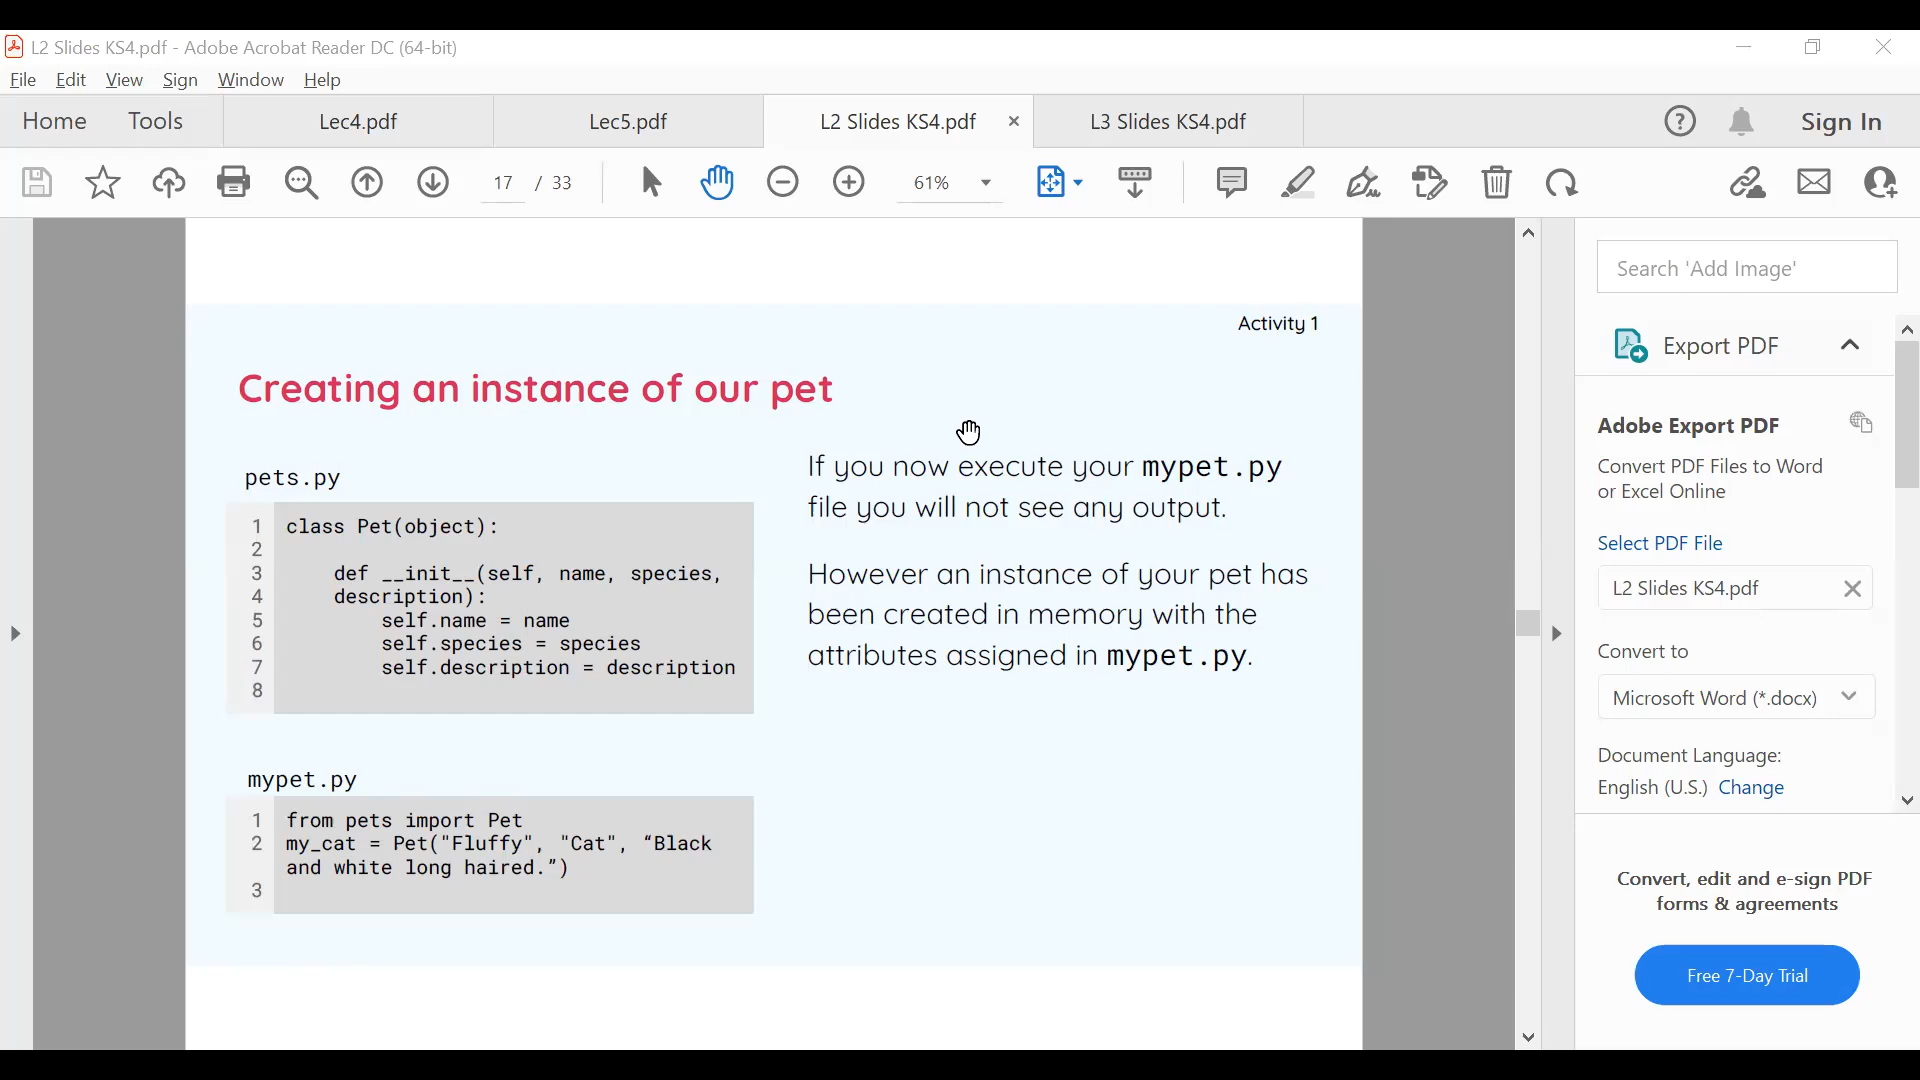 L2 Slides KS4.pdf - Adobe Acrobat Reader DC (64-bit)
File Edit View Sign Window Help
Home Tools Lec4.pdf Lec5.pdf L2 Slides KS4.pdf L3 Slides KS4.pdf Sign In
17 / 33 61%
Search 'Add Image'
Export PDF
Adobe Export PDF
Convert PDF Files to Word
or Excel Online
Select PDF File
L2 Slides KS4.pdf
Convert to
Microsoft Word (*.docx)
Document Language:
English (U.S.) Change
Convert, edit and e-sign PDF
forms & agreements
Free 7-Day Trial
Activity 1
Creating an instance of our pet
pets.py
1 class Pet(object):
2
3 def __init__(self, name, species,
4 description):
5 self.name = name
6 self.species = species
7 self.description = description
8
mypet.py
1 from pets import Pet
2 my_cat = Pet("Fluffy", "Cat", “Black
and white long haired.”)
3
If you now execute your mypet.py
file you will not see any output.
However an instance of your pet has
been created in memory with the
attributes assigned in mypet.py.